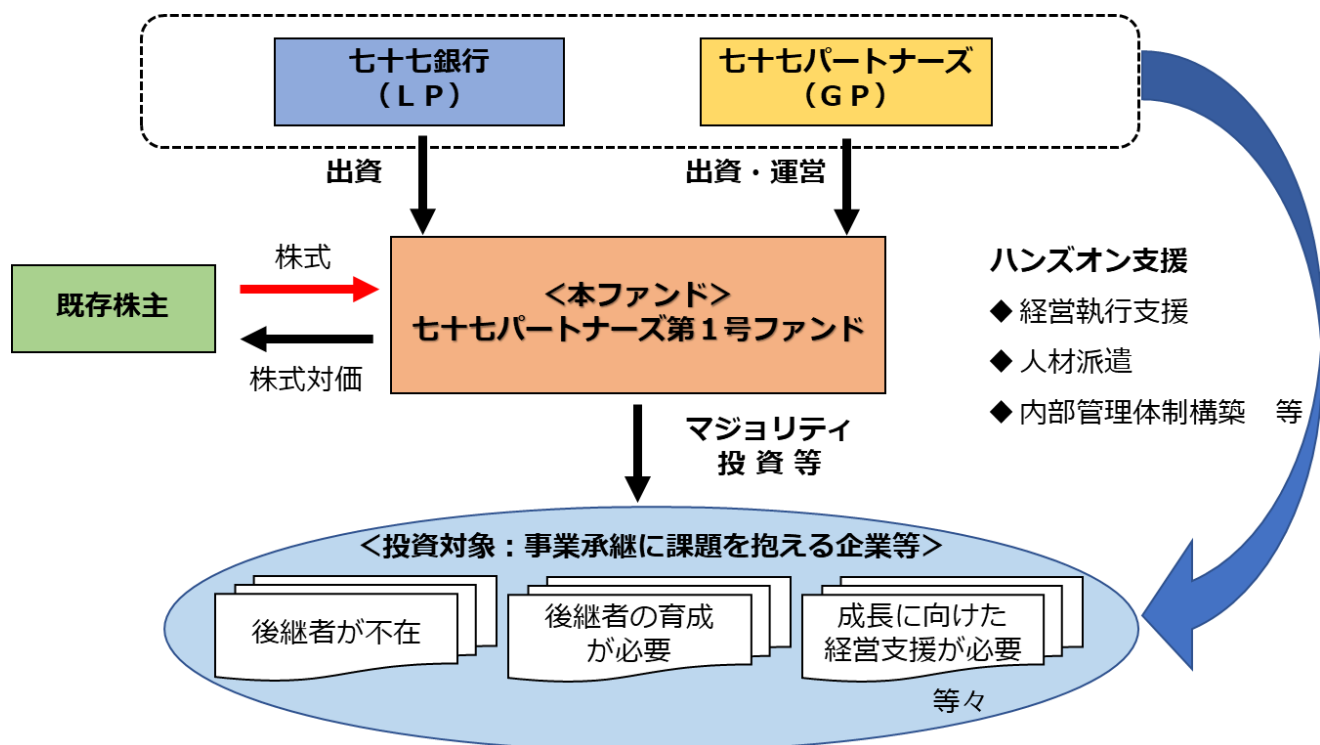 七十七銀行
（ＬＰ）
七十七パートナーズ
（ＧＰ）
出資
出資・運営
株式
既存株主
株式対価
＜本ファンド＞
七十七パートナーズ第１号ファンド
ハンズオン支援
◆ 経営執行支援
◆ 人材派遣
◆ 内部管理体制構築　等
マジョリティ
投 資 等
＜投資対象：事業承継に課題を抱える企業等＞
後継者が不在
後継者の育成
が必要
成長に向けた
経営支援が必要
等々